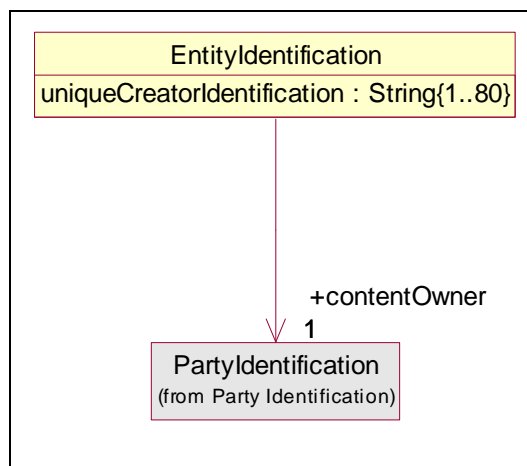 EntityIdentification
uniqueCreatorIdentification : String{1..80}
+contentOwner
1
PartyIdentification
(from Party Identification)